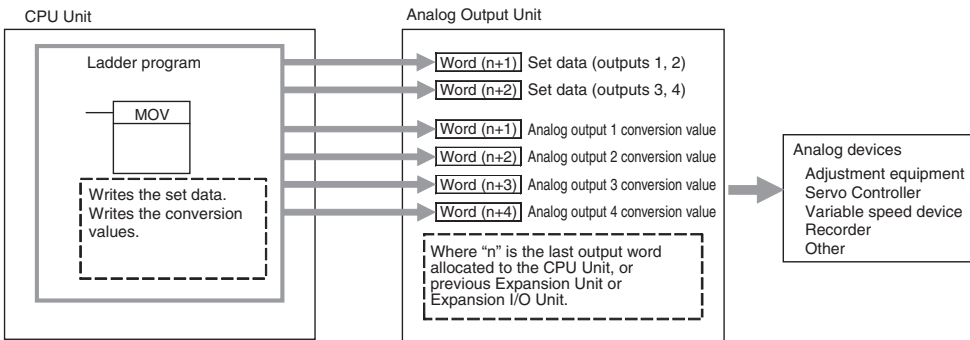 CPU Unit
Analog Output Unit
Ladder program
MOV
Writes the set data.
Writes the conversion
values.
Word (n+1) Set data (outputs 1, 2)
Word (n+2) Set data (outputs 3, 4)
Word (n+1) Analog output 1 conversion value
Word (n+2) Analog output 2 conversion value
Word (n+3) Analog output 3 conversion value
Word (n+4) Analog output 4 conversion value
Where “n” is the last output word
allocated to the CPU Unit, or
previous Expansion Unit or
Expansion I/O Unit.
Analog devices
Adjustment equipment
Servo Controller
Variable speed device
Recorder
Other